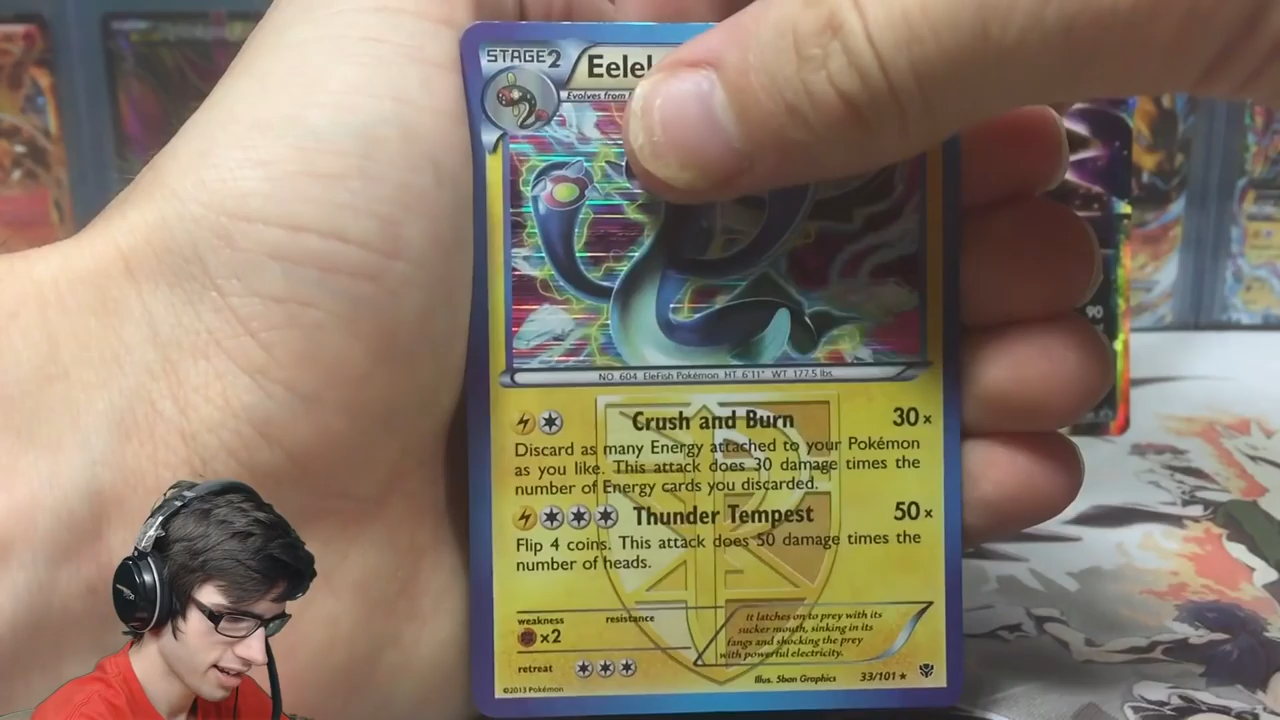 STAGE2
Eelel
Evolves from
NO. 604 EleFish Pokémon HT. 6'11" WT. 177.5 lbs.
Crush and Burn 30×
Discard as many Energy attached to your Pokémon
as you like. This attack does 30 damage times the
number of Energy cards you discarded.
Thunder Tempest 50×
Flip 4 coins. This attack does 50 damage times the
number of heads.
weakness resistance
×2
It latches on to prey with its
sucker mouth, sinking in its
fangs and shocking the prey
with powerful electricity.
retreat
Illus. 5ban Graphics 33/101 ★
©2013 Pokémon
90